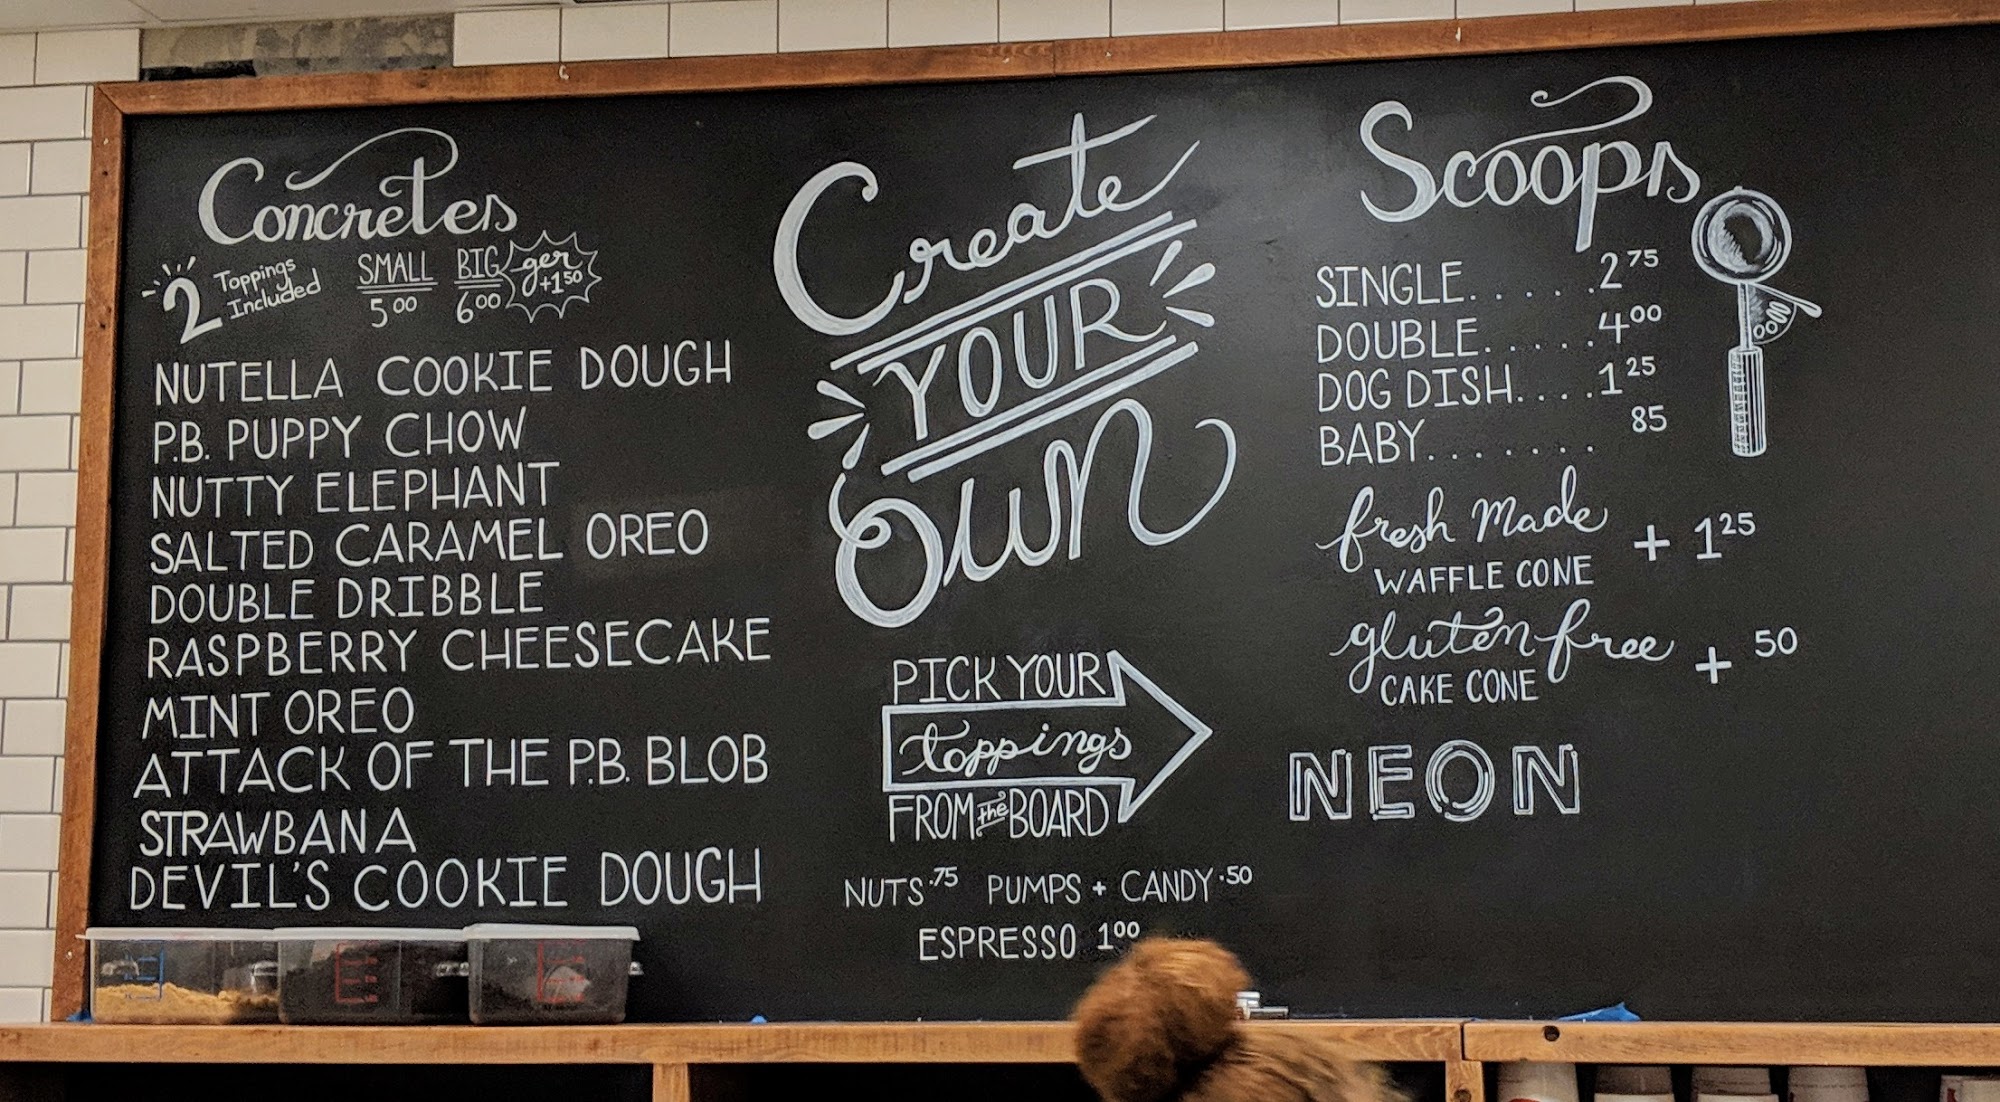 Concretes
2 Toppings Included
SMALL 5.00
BIG 6.00
ger +1.50
NUTELLA COOKIE DOUGH
P.B. PUPPY CHOW
NUTTY ELEPHANT
SALTED CARAMEL OREO
DOUBLE DRIBBLE
RASPBERRY CHEESECAKE
MINT OREO
ATTACK OF THE P.B. BLOB
STRAWBANA
DEVIL'S COOKIE DOUGH
Create
YOUR
Own
PICK YOUR
toppings
FROM the BOARD
NUTS .75 PUMPS + CANDY .50
ESPRESSO 1 00
Scoops
SINGLE. . . . . .2 75
DOUBLE. . . . . .4 00
DOG DISH. . . .1 25
BABY. . . . . . . 85
fresh made
WAFFLE CONE + 1 25
gluten free
CAKE CONE + 50
NEON